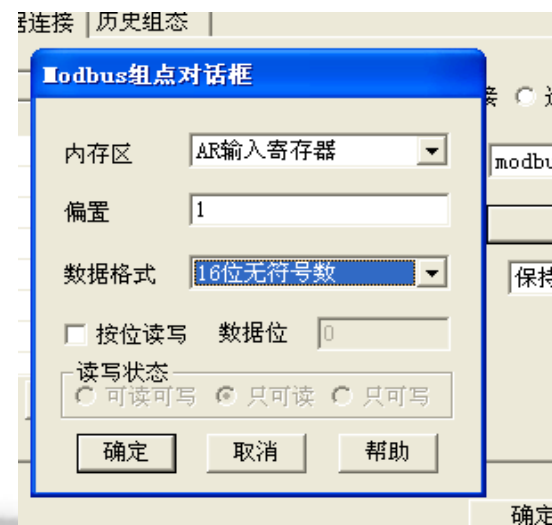 据连接 历史组态
Modbus组点对话框
接
内存区 AR输入寄存器
modbu
偏置 1
数据格式 16位无符号数
保持
按位读写 数据位 0
读写状态
可读可写 只可读 只可写
确定 取消 帮助
确定